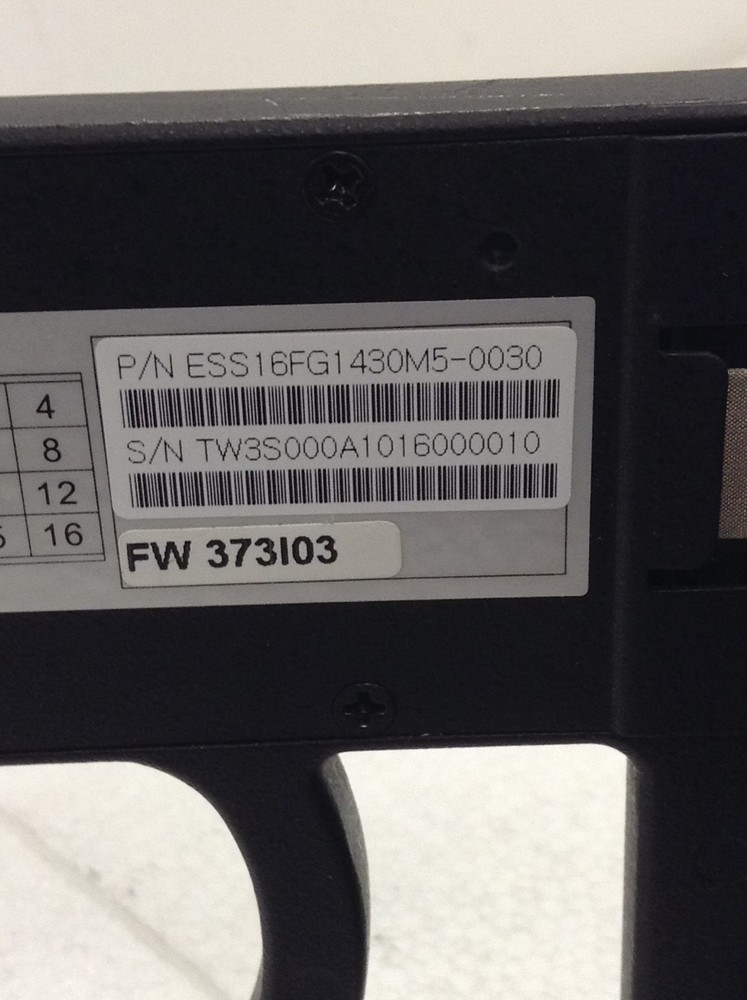 P/N ESS16FG1430M5-0030
S/N TW3S000A1016000010
FW 373I03
4
8
12
16